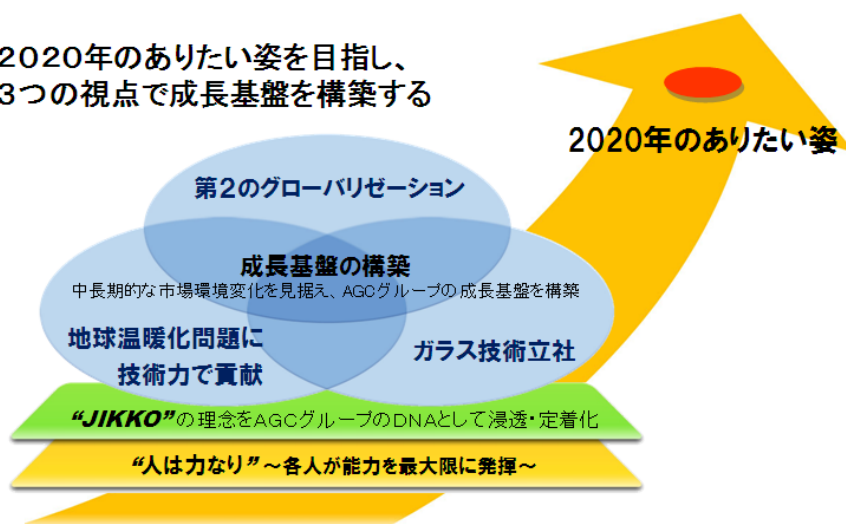 2020年のありたい姿を目指し、
3つの視点で成長基盤を構築する
2020年のありたい姿
第2のグローバリゼーション
成長基盤の構築
中長期的な市場環境変化を見据え、AGCグループの成長基盤を構築
地球温暖化問題に
技術力で貢献
ガラス技術立社
“JIKKO”の理念をAGCグループのDNAとして浸透・定着化
“人は力なり”～各人が能力を最大限に発揮～